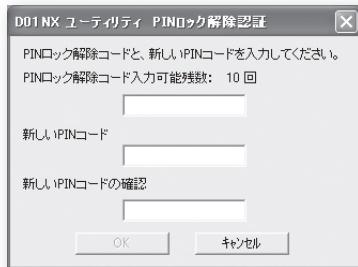 D01NX ユーティリティ PINロック解除認証
PINロック解除コードと、新しいPINコードを入力してください。
PINロック解除コード入力可能残数: 10 回
新しいPINコード
新しいPINコードの確認
OK キャンセル